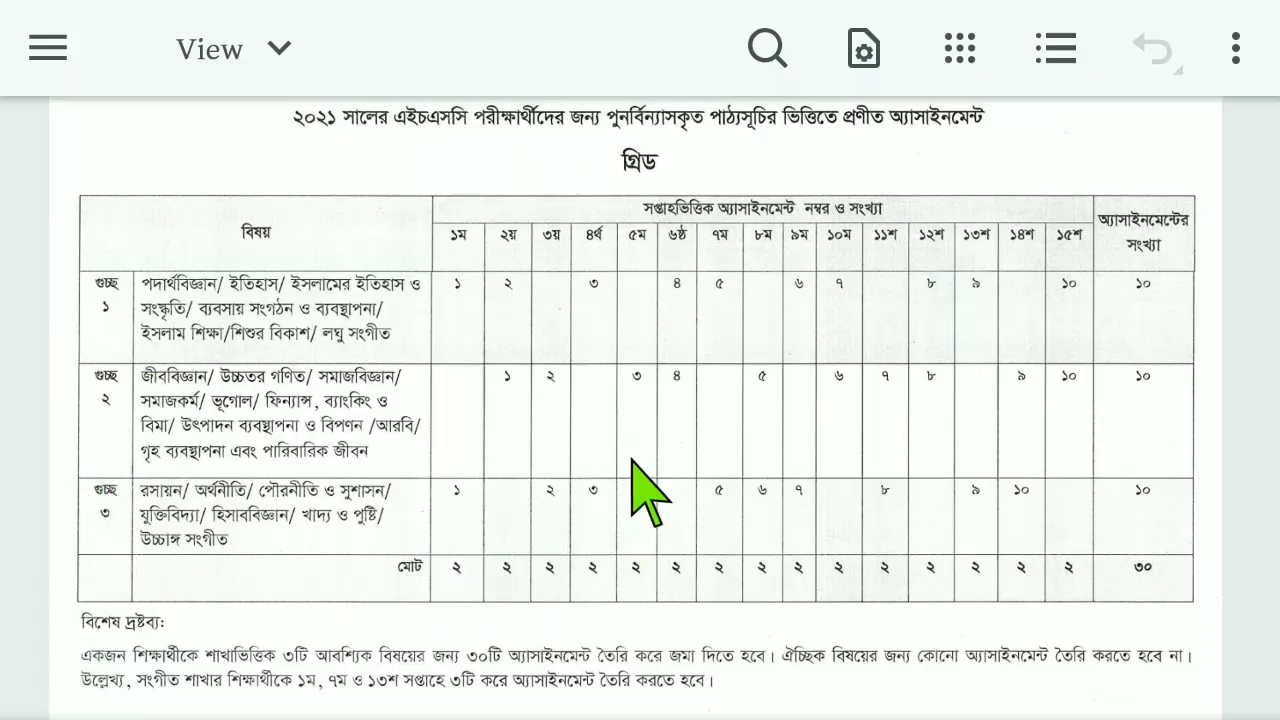 View
২০২১ সালের এইচএসসি পরীক্ষার্থীদের জন্য পুনর্বিন্যাসকৃত পাঠ্যসূচির ভিত্তিতে প্রণীত অ্যাসাইনমেন্ট
গ্রিড
বিষয় সপ্তাহভিত্তিক অ্যাসাইনমেন্ট নম্বর ও সংখ্যা অ্যাসাইনমেন্টের সংখ্যা
১ম ২য় ৩য় ৪র্থ ৫ম ৬ষ্ঠ ৭ম ৮ম ৯ম ১০ম ১১শ ১২শ ১৩শ ১৪শ ১৫শ
গুচ্ছ পদার্থবিজ্ঞান/ ইতিহাস/ ইসলামের ইতিহাস ও ১ ২ ৩ ৪ ৫ ৬ ৭ ৮ ৯ ১০ ১০
১ সংস্কৃতি/ ব্যবসায় সংগঠন ও ব্যবস্থাপনা/
ইসলাম শিক্ষা/শিশুর বিকাশ/ লঘু সংগীত
গুচ্ছ জীববিজ্ঞান/ উচ্চতর গণিত/ সমাজবিজ্ঞান/ ১ ২ ৩ ৪ ৫ ৬ ৭ ৮ ৯ ১০ ১০
২ সমাজকর্ম/ ভূগোল/ ফিন্যান্স, ব্যাংকিং ও
বিমা/ উৎপাদন ব্যবস্থাপনা ও বিপণন /আরবি/
গৃহ ব্যবস্থাপনা এবং পারিবারিক জীবন
গুচ্ছ রসায়ন/ অর্থনীতি/ পৌরনীতি ও সুশাসন/ ১ ২ ৩ ৫ ৬ ৭ ৮ ৯ ১০ ১০
৩ যুক্তিবিদ্যা/ হিসাববিজ্ঞান/ খাদ্য ও পুষ্টি/
উচ্চাঙ্গ সংগীত
মোট ২ ২ ২ ২ ২ ২ ২ ২ ২ ২ ২ ২ ২ ২ ২ ৩০
বিশেষ দ্রষ্টব্য:
একজন শিক্ষার্থীকে শাখাভিত্তিক ৩টি আবশ্যিক বিষয়ের জন্য ৩০টি অ্যাসাইনমেন্ট তৈরি করে জমা দিতে হবে। ঐচ্ছিক বিষয়ের জন্য কোনো অ্যাসাইনমেন্ট তৈরি করতে হবে না।
উল্লেখ্য, সংগীত শাখার শিক্ষার্থীকে ১ম, ৭ম ও ১৩শ সপ্তাহে ৩টি করে অ্যাসাইনমেন্ট তৈরি করতে হবে।